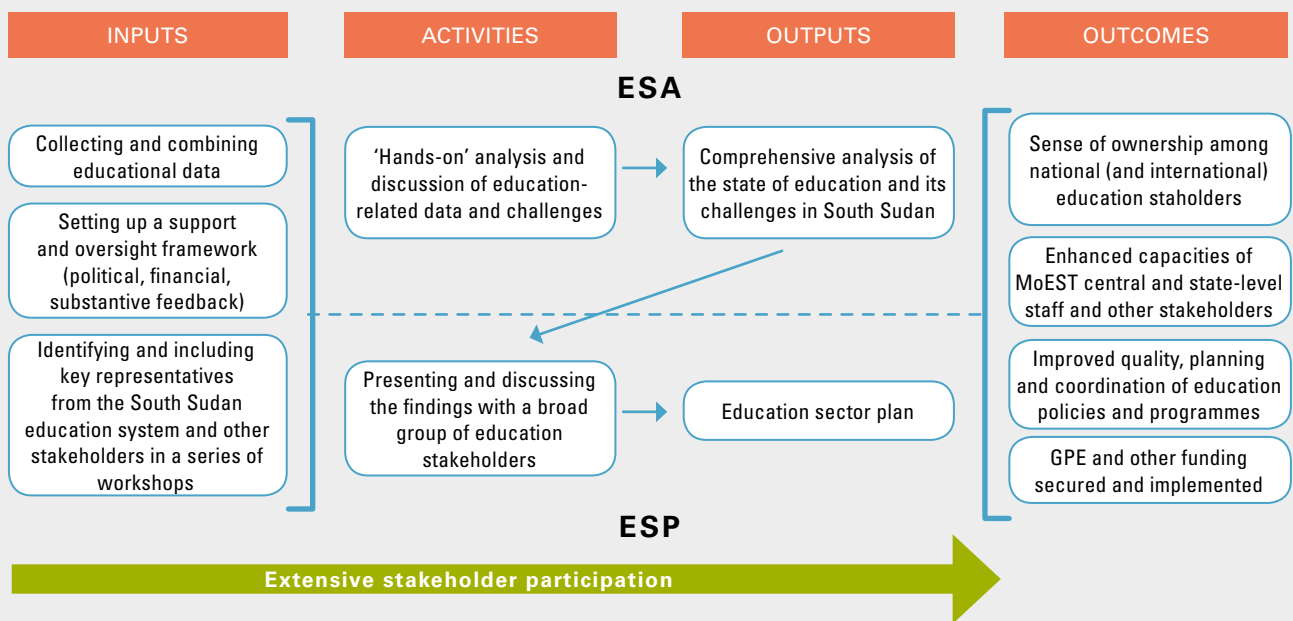 INPUTS
ACTIVITIES
OUTPUTS
OUTCOMES
ESA
Collecting and combining
educational data
Setting up a support
and oversight framework
(political, financial,
substantive feedback)
Identifying and including
key representatives
from the South Sudan
education system and other
stakeholders in a series of
workshops
‘Hands-on’ analysis and
discussion of education-
related data and challenges
Comprehensive analysis of
the state of education and its
challenges in South Sudan
Presenting and discussing
the findings with a broad
group of education
stakeholders
Education sector plan
Sense of ownership among
national (and international)
education staholders
Enhanced capacities of
MoEST central and state-level
staff and other stakeholders
Improved quality, planning
and coordination of education
policies and programmes
GPE and other funding
secured and implemented
ESP
Extensive stakeholder participation